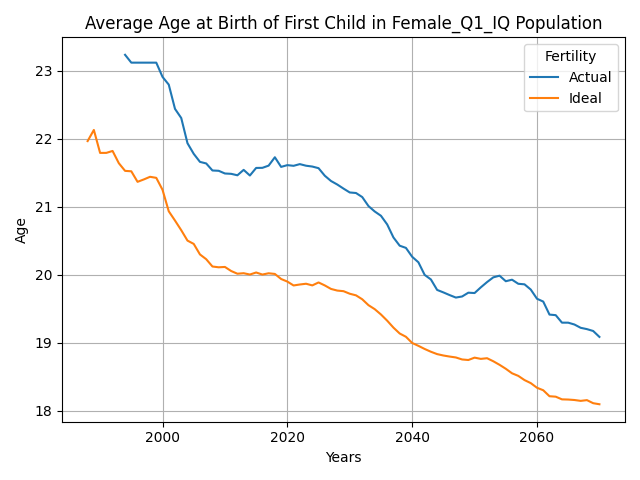 Average Age at Birth of First Child in Female_Q1_IQ Population
Fertility
Actual
Ideal
Age
23
22
21
20
19
18
2000
2020
2040
2060
Years